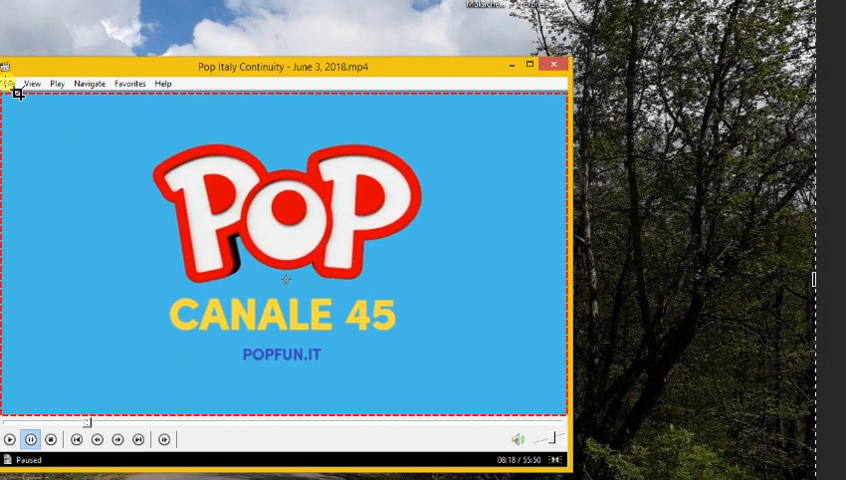 Pop Italy Continuity - June 3, 2018.mp4
File View Play Navigate Favorites Help
POP
CANALE 45
POPFUN.IT
Paused
08:18 / 55:50